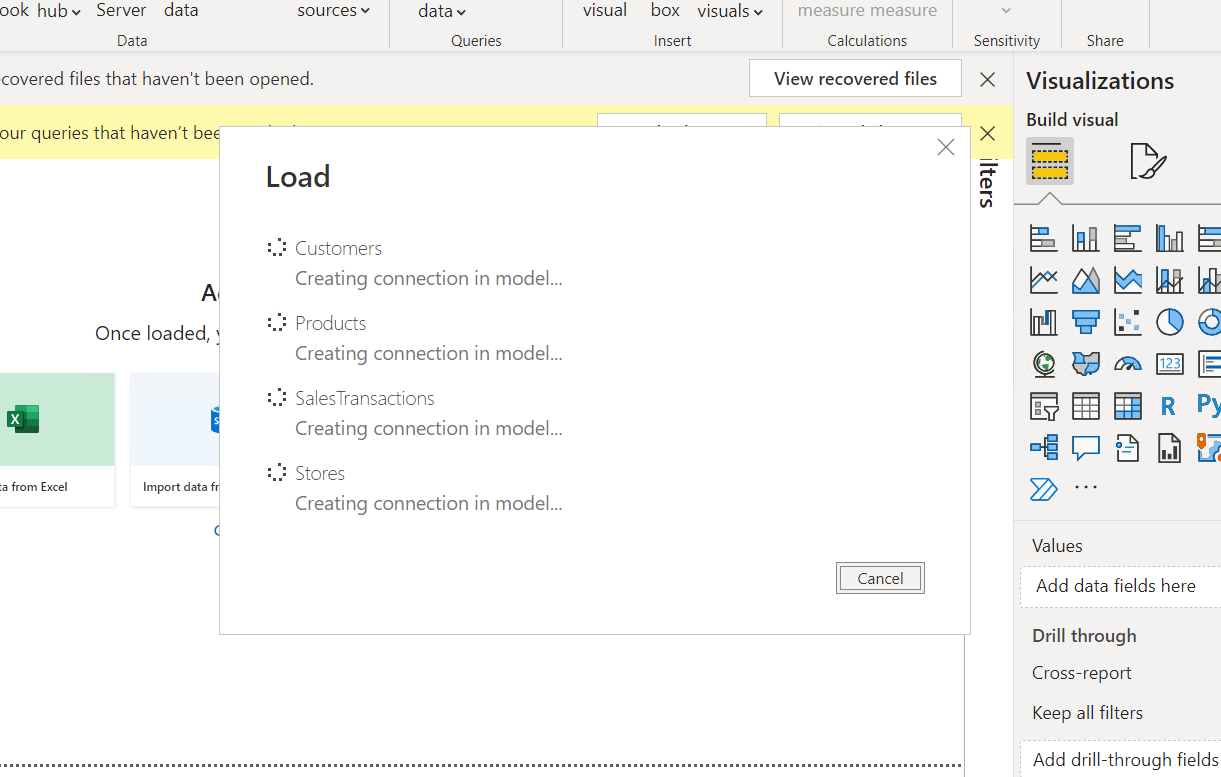 ook hub Server data sources data visual box visuals measure measure
Data Queries Insert Calculations Sensitivity Share
covered files that haven't been opened. View recovered files
Visualizations
Build visual
our queries that haven't
Filters
Load
Customers
Creating connection in model...
Products
Creating connection in model...
SalesTransactions
Creating connection in model...
Stores
Creating connection in model...
Cancel
Once loaded,
ta from Excel
Import data
123
R
Py
Values
Add data fields here
Drill through
Cross-report
Keep all filters
Add drill-through fields